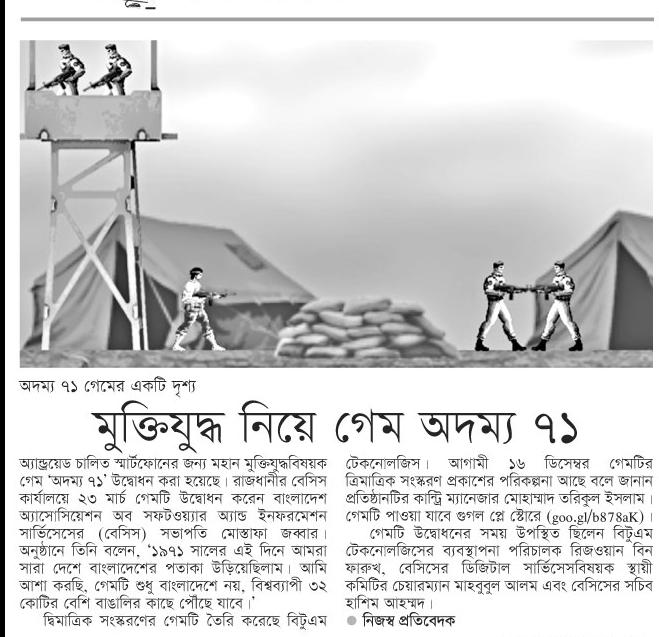 অদম্য ৭১ গেমের একটি দৃশ্য
মুক্তিযুদ্ধ নিয়ে গেম অদম্য ৭১
অ্যান্ড্রয়েড চালিত স্মার্টফোনের জন্য মহান মুক্তিযুদ্ধবিষয়ক
গেম ‘অদম্য ৭১’ উদ্বোধন করা হয়েছে। রাজধানীর বেসিস
কার্যালয়ে ২৩ মার্চ গেমটি উদ্বোধন করেন বাংলাদেশ
অ্যাসোসিয়েশন অব সফটওয়্যার অ্যান্ড ইনফরমেশন
সার্ভিসেসের (বেসিস) সভাপতি মোস্তাফা জব্বার।
অনুষ্ঠানে তিনি বলেন, ‘১৯৭১ সালের এই দিনে আমরা
সারা দেশে বাংলাদেশের পতাকা উড়িয়েছিলাম। আমি
আশা করছি, গেমটি শুধু বাংলাদেশে নয়, বিশ্বব্যাপী ৩২
কোটির বেশি বাঙালির কাছে পৌঁছে যাবে।’
দ্বিমাত্রিক সংস্করণের গেমটি তৈরি করেছে বিটুএম
টেকনোলজিস। আগামী ১৬ ডিসেম্বর গেমটির
ত্রিমাত্রিক সংস্করণ প্রকাশের পরিকল্পনা আছে বলে জানান
প্রতিষ্ঠানটির কান্ট্রি ম্যানেজার মোহাম্মাদ তরিকুল ইসলাম।
গেমটি পাওয়া যাবে গুগল প্লে স্টোরে (goo.gl/b878aK)।
গেমটি উদ্বোধনের সময় উপস্থিত ছিলেন বিটুএম
টেকনোলজিসের ব্যবস্থাপনা পরিচালক রিজওয়ান বিন
ফারুখ, বেসিসের ডিজিটাল সার্ভিসেসবিষয়ক স্থায়ী
কমিটির চেয়ারম্যান মাহবুবুল আলম এবং বেসিসের সচিব
হাশিম আহম্মদ।
● নিজস্ব প্রতিবেদক